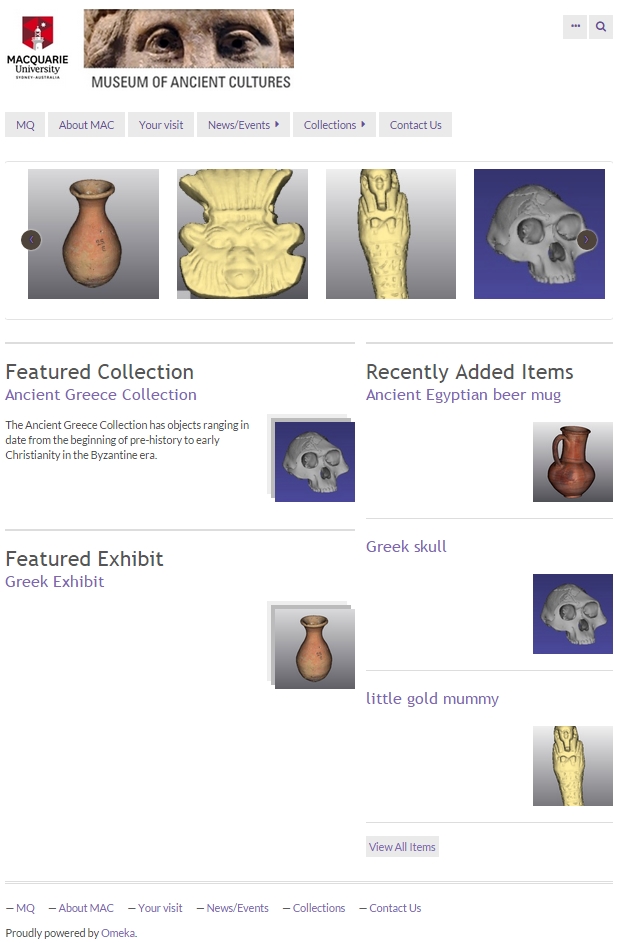 MACQUARIE
University
SYDNEY·AUSTRALIA
MUSEUM OF ANCIENT CULTURES
MQ
About MAC
Your visit
News/Events
Collections
Contact Us
Featured Collection
Ancient Greece Collection
The Ancient Greece Collection has objects ranging in
date from the beginning of pre-history to early
Christianity in the Byzantine era.
Featured Exhibit
Greek Exhibit
Recently Added Items
Ancient Egyptian beer mug
Greek skull
little gold mummy
View All Items
— MQ — About MAC — Your visit — News/Events — Collections — Contact Us
Proudly powered by Omeka.